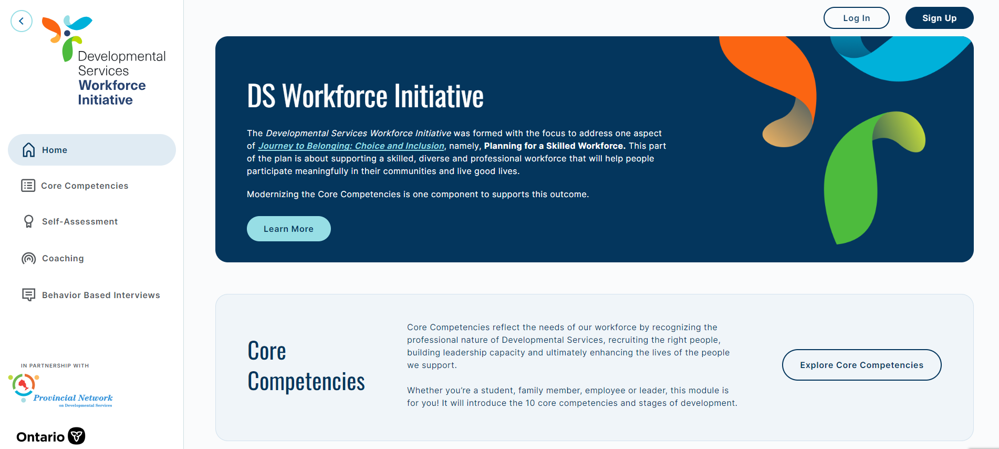 Developmental
Services
Workforce
Initiative
Home
Core Competencies
Self-Assessment
Coaching
Behavior Based Interviews
IN PARTNERSHIP WITH
Provincial Network
on Developmental Services
Ontario
Log In
Sign Up
DS Workforce Initiative
The Developmental Services Workforce Initiative was formed with the focus to address one aspect
of Journey to Belonging: Choice and Inclusion, namely, Planning for a Skilled Workforce. This part
of the plan is about supporting a skilled, diverse and professional workforce that will help people
participate meaningfully in their communities and live good lives.
Modernizing the Core Competencies is one component to supports this outcome.
Learn More
Core
Competencies
Core Competencies reflect the needs of our workforce by recognizing the
professional nature of Developmental Services, recruiting the right people,
building leadership capacity and ultimately enhancing the lives of the people
we support.
Whether you’re a student, family member, employee or leader, this module is
for you! It will introduce the 10 core competencies and stages of development.
Explore Core Competencies